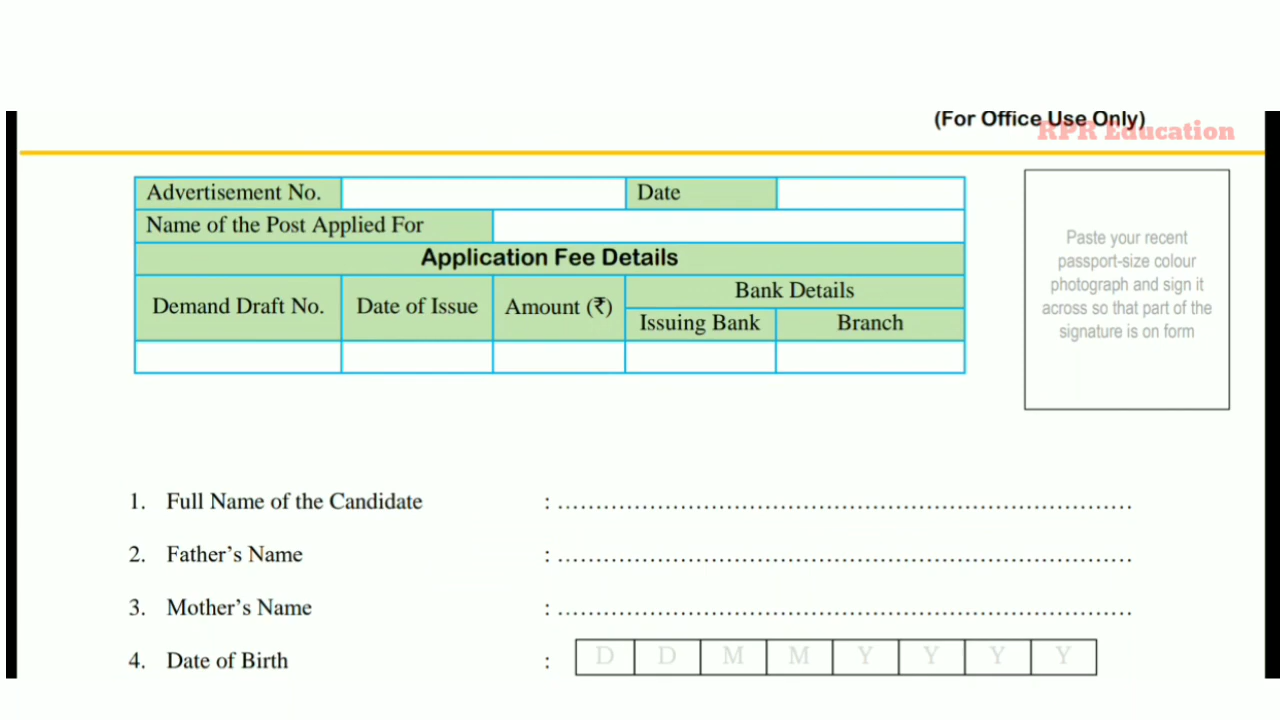 (For Office Use Only)
RPR Education
Advertisement No. Date
Name of the Post Applied For
Application Fee Details
Demand Draft No. Date of Issue Amount (₹) Bank Details
Issuing Bank Branch
Paste your recent
passport-size colour
photograph and sign it
across so that part of the
signature is on form
1. Full Name of the Candidate : ..........................................................................
2. Father’s Name : ..........................................................................
3. Mother’s Name : ..........................................................................
4. Date of Birth : D D M M Y Y Y Y